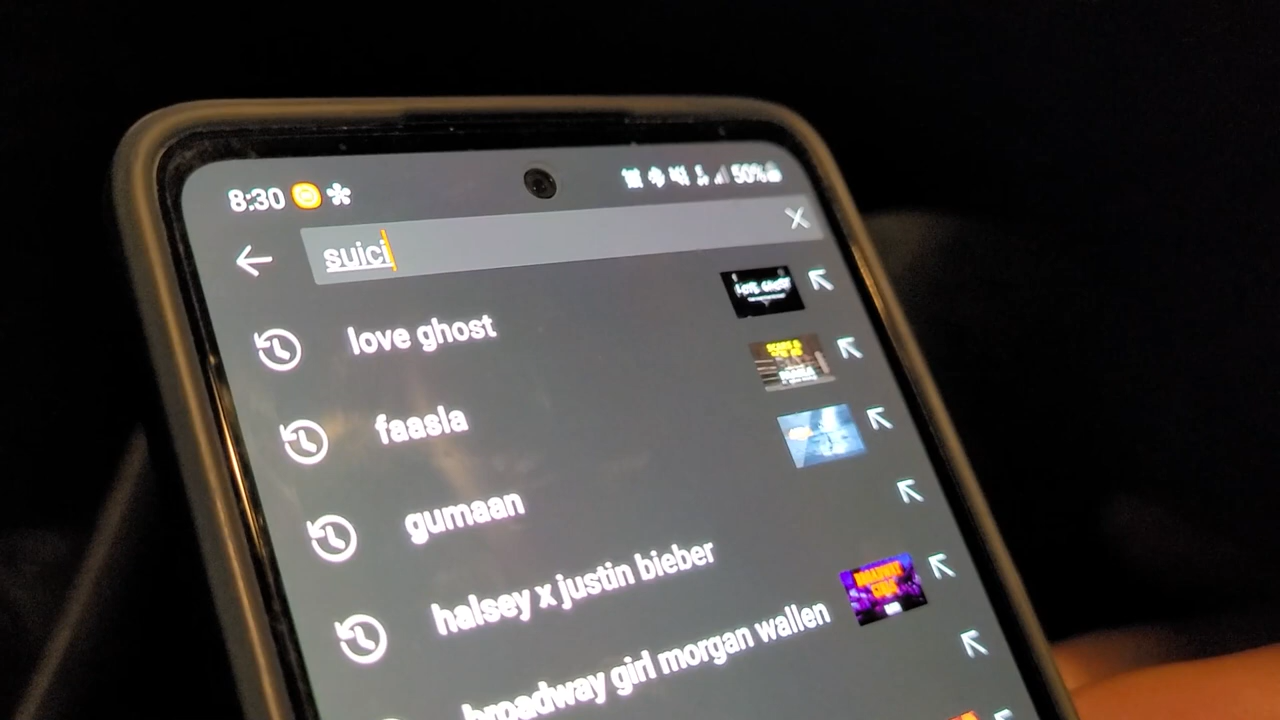 8:30 50%
suici
love ghost
faasla
gumaan
halsey x justin bieber
broadway girl morgan wallen